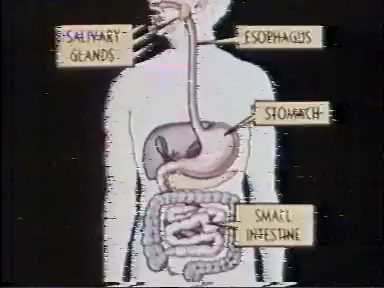 SALIVARY
GLANDS
ESOPHAGUS
STOMACH
SMALL
INTESTINE